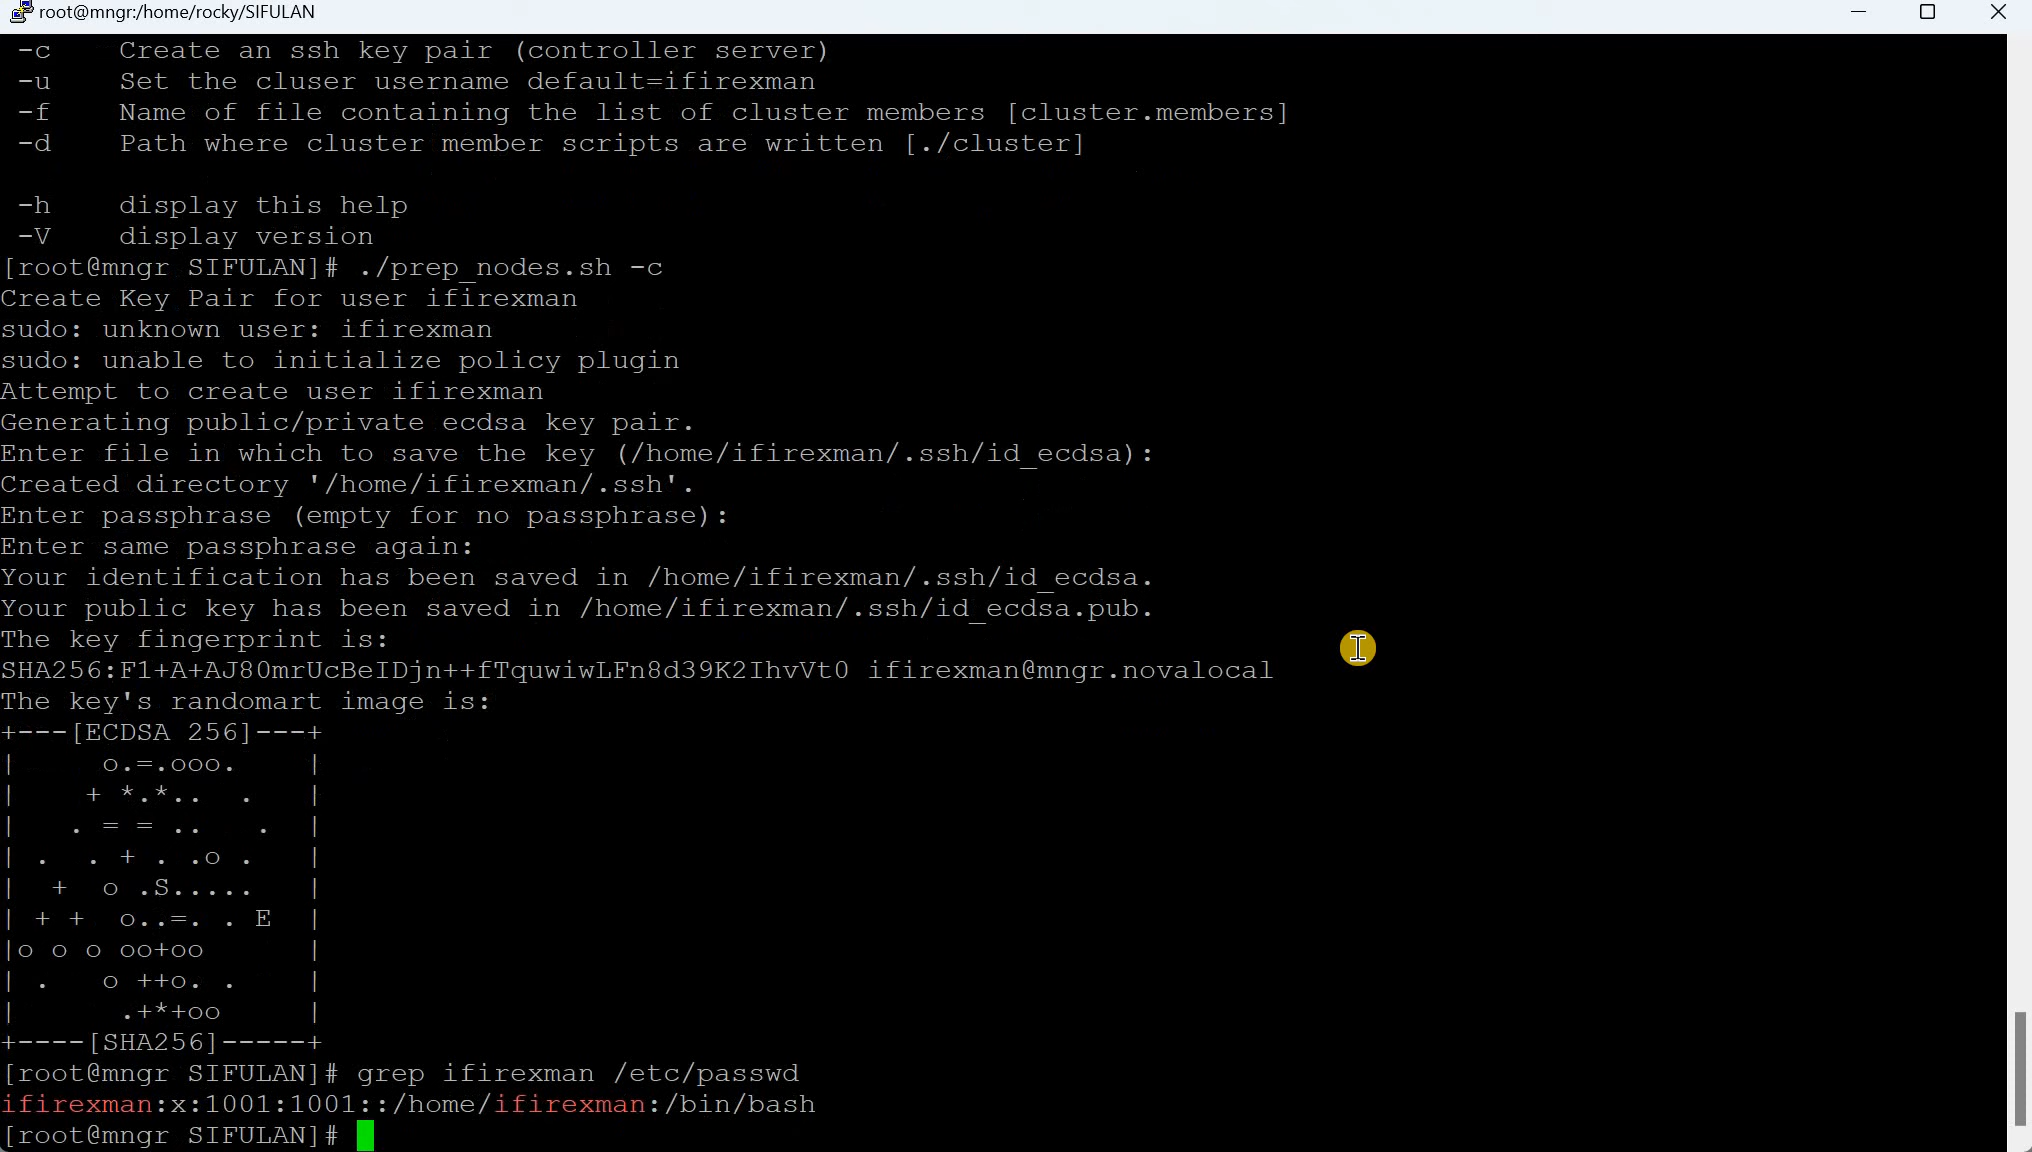 root@mngr:/home/rocky/SIFULAN
 -c    Create an ssh key pair (controller server)
 -u    Set the cluser username default=ifirexman
 -f    Name of file containing the list of cluster members [cluster.members]
 -d    Path where cluster member scripts are written [./cluster]
 -h    display this help
 -V    display version
[root@mngr SIFULAN]# ./prep_nodes.sh -c
Create Key Pair for user ifirexman
sudo: unknown user: ifirexman
sudo: unable to initialize policy plugin
Attempt to create user ifirexman
Generating public/private ecdsa key pair.
Enter file in which to save the key (/home/ifirexman/.ssh/id_ecdsa):
Created directory '/home/ifirexman/.ssh'.
Enter passphrase (empty for no passphrase):
Enter same passphrase again:
Your identification has been saved in /home/ifirexman/.ssh/id_ecdsa.
Your public key has been saved in /home/ifirexman/.ssh/id_ecdsa.pub.
The key fingerprint is:
SHA256:F1+A+AJ80mrUcBeIDjn++fTquwiwLFn8d39K2IhvVt0 ifirexman@mngr.novalocal
The key's randomart image is:
+---[ECDSA 256]---+
|     o.=.ooo.    |
|    + *.*..  .   |
|   . = = ..   .  |
| .  . + . .o .   |
|  +  o .S.....   |
| + +  o..=. . E  |
|o o o oo+oo      |
| .   o ++o. .    |
|      .+*+oo     |
+----[SHA256]-----+
[root@mngr SIFULAN]# grep ifirexman /etc/passwd
ifirexman:x:1001:1001::/home/ifirexman:/bin/bash
[root@mngr SIFULAN]#